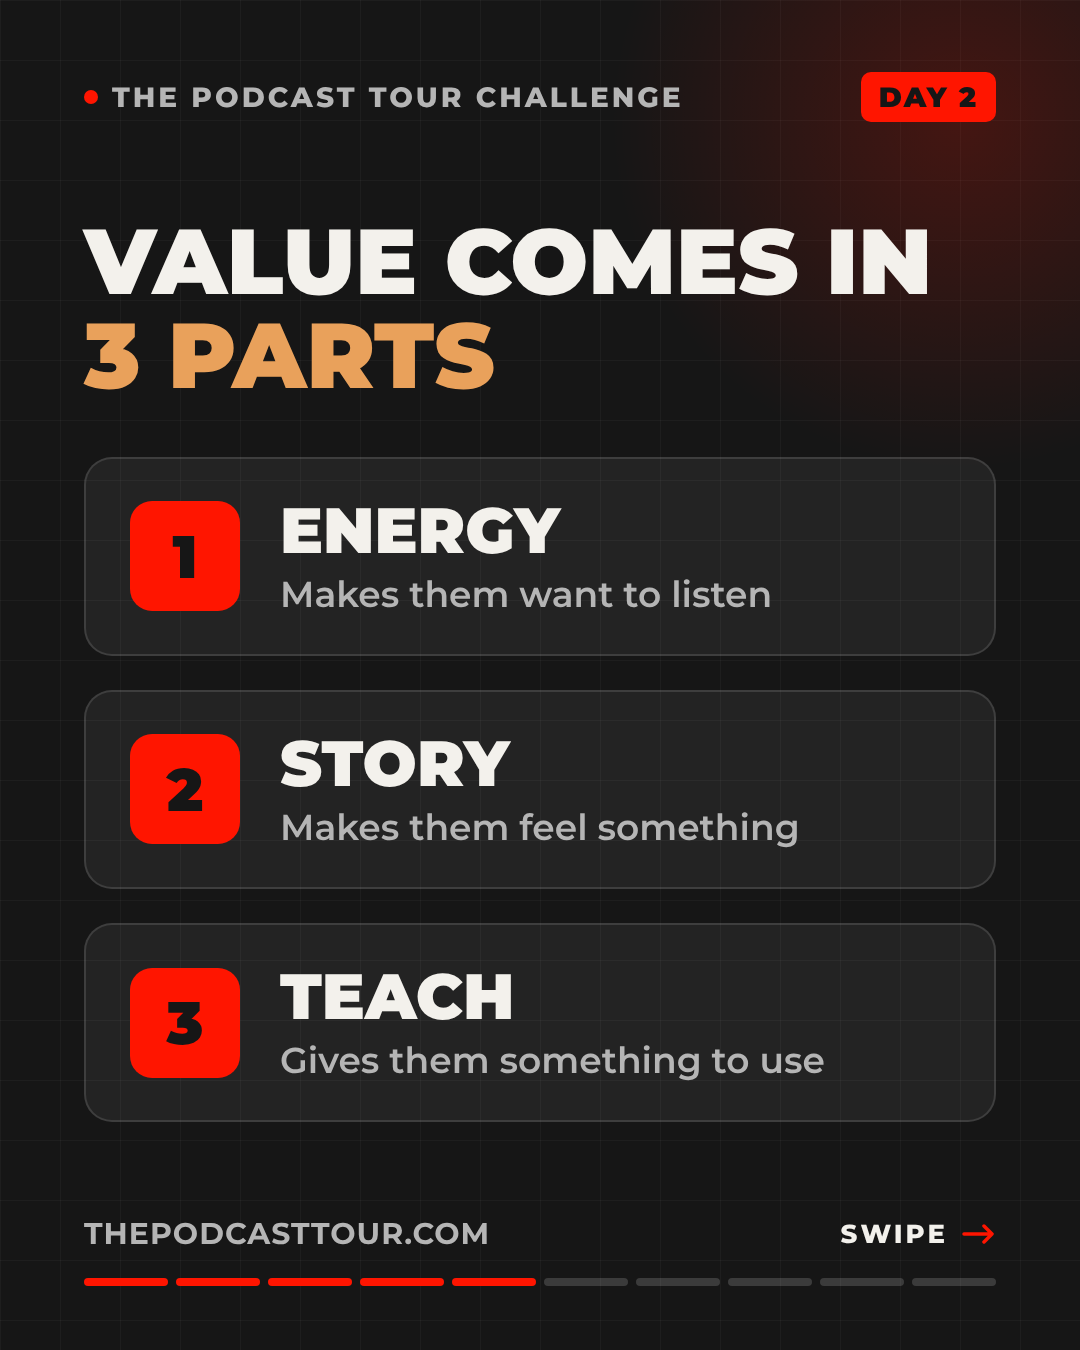 THE PODCAST TOUR CHALLENGE
DAY 2
VALUE COMES IN
3 PARTS
1
ENERGY
Makes them want to listen
2
STORY
Makes them feel something
3
TEACH
Gives them something to use
THEPODCASTTOUR.COM
SWIPE →